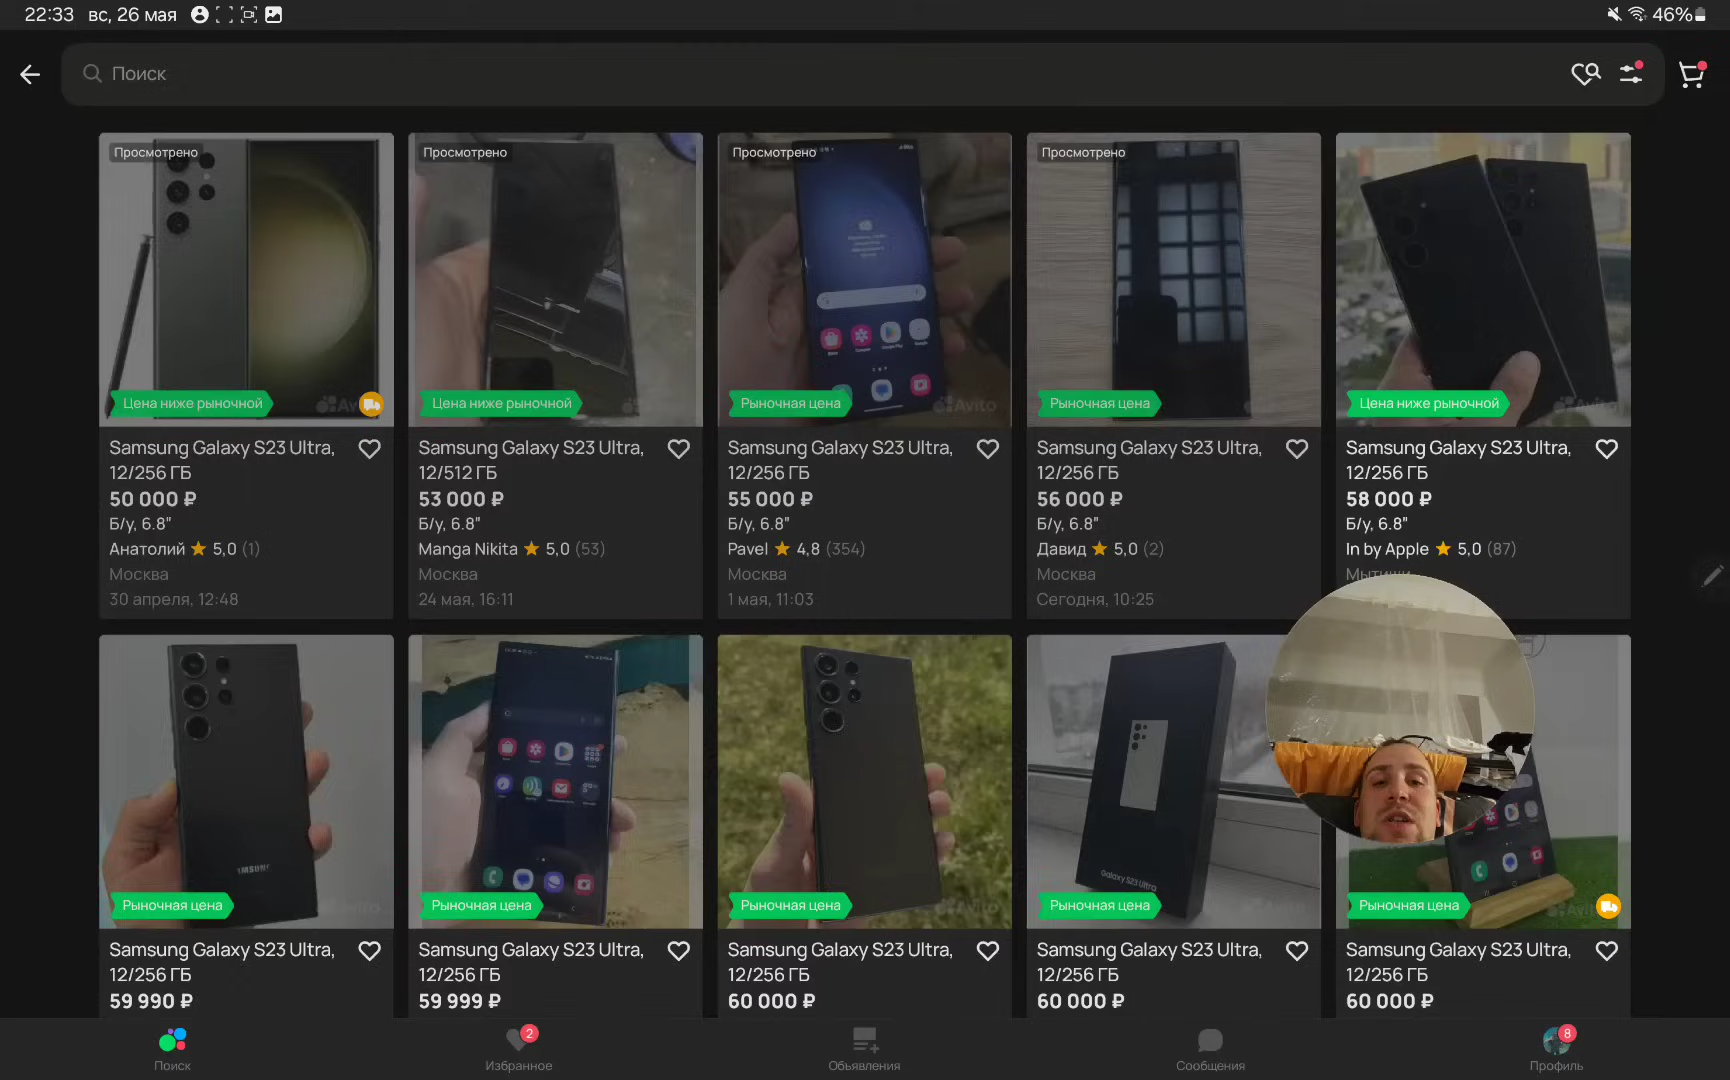 22:33 вс, 26 мая
46%
Поиск
Просмотрено
Просмотрено
Просмотрено
Просмотрено
Цена ниже рыночной
Цена ниже рыночной
Рыночная цена
Avito
Рыночная цена
Цена ниже рыночной
Samsung Galaxy S23 Ultra,
12/256 ГБ
50 000 ₽
Б/у, 6.8"
Анатолий 5,0 (1)
Москва
30 апреля, 12:48
Samsung Galaxy S23 Ultra,
12/512 ГБ
53 000 ₽
Б/у, 6.8"
Manga Nikita 5,0 (53)
Москва
24 мая, 16:11
Samsung Galaxy S23 Ultra,
12/256 ГБ
55 000 ₽
Б/у, 6.8"
Pavel 4,8 (354)
Москва
1 мая, 11:03
Samsung Galaxy S23 Ultra,
12/256 ГБ
56 000 ₽
Б/у, 6.8"
Давид 5,0 (2)
Москва
Сегодня, 10:25
Samsung Galaxy S23 Ultra,
12/256 ГБ
58 000 ₽
Б/у, 6.8"
In by Apple 5,0 (87)
Мытищи
Рыночная цена
Рыночная цена
Рыночная цена
Galaxy S23 Ultra
Рыночная цена
Рыночная цена
Samsung Galaxy S23 Ultra,
12/256 ГБ
59 990 ₽
Samsung Galaxy S23 Ultra,
12/256 ГБ
59 999 ₽
Samsung Galaxy S23 Ultra,
12/256 ГБ
60 000 ₽
Samsung Galaxy S23 Ultra,
12/256 ГБ
60 000 ₽
Samsung Galaxy S23 Ultra,
12/256 ГБ
60 000 ₽
Поиск
2
Избранное
Объявления
Сообщения
8
Профиль